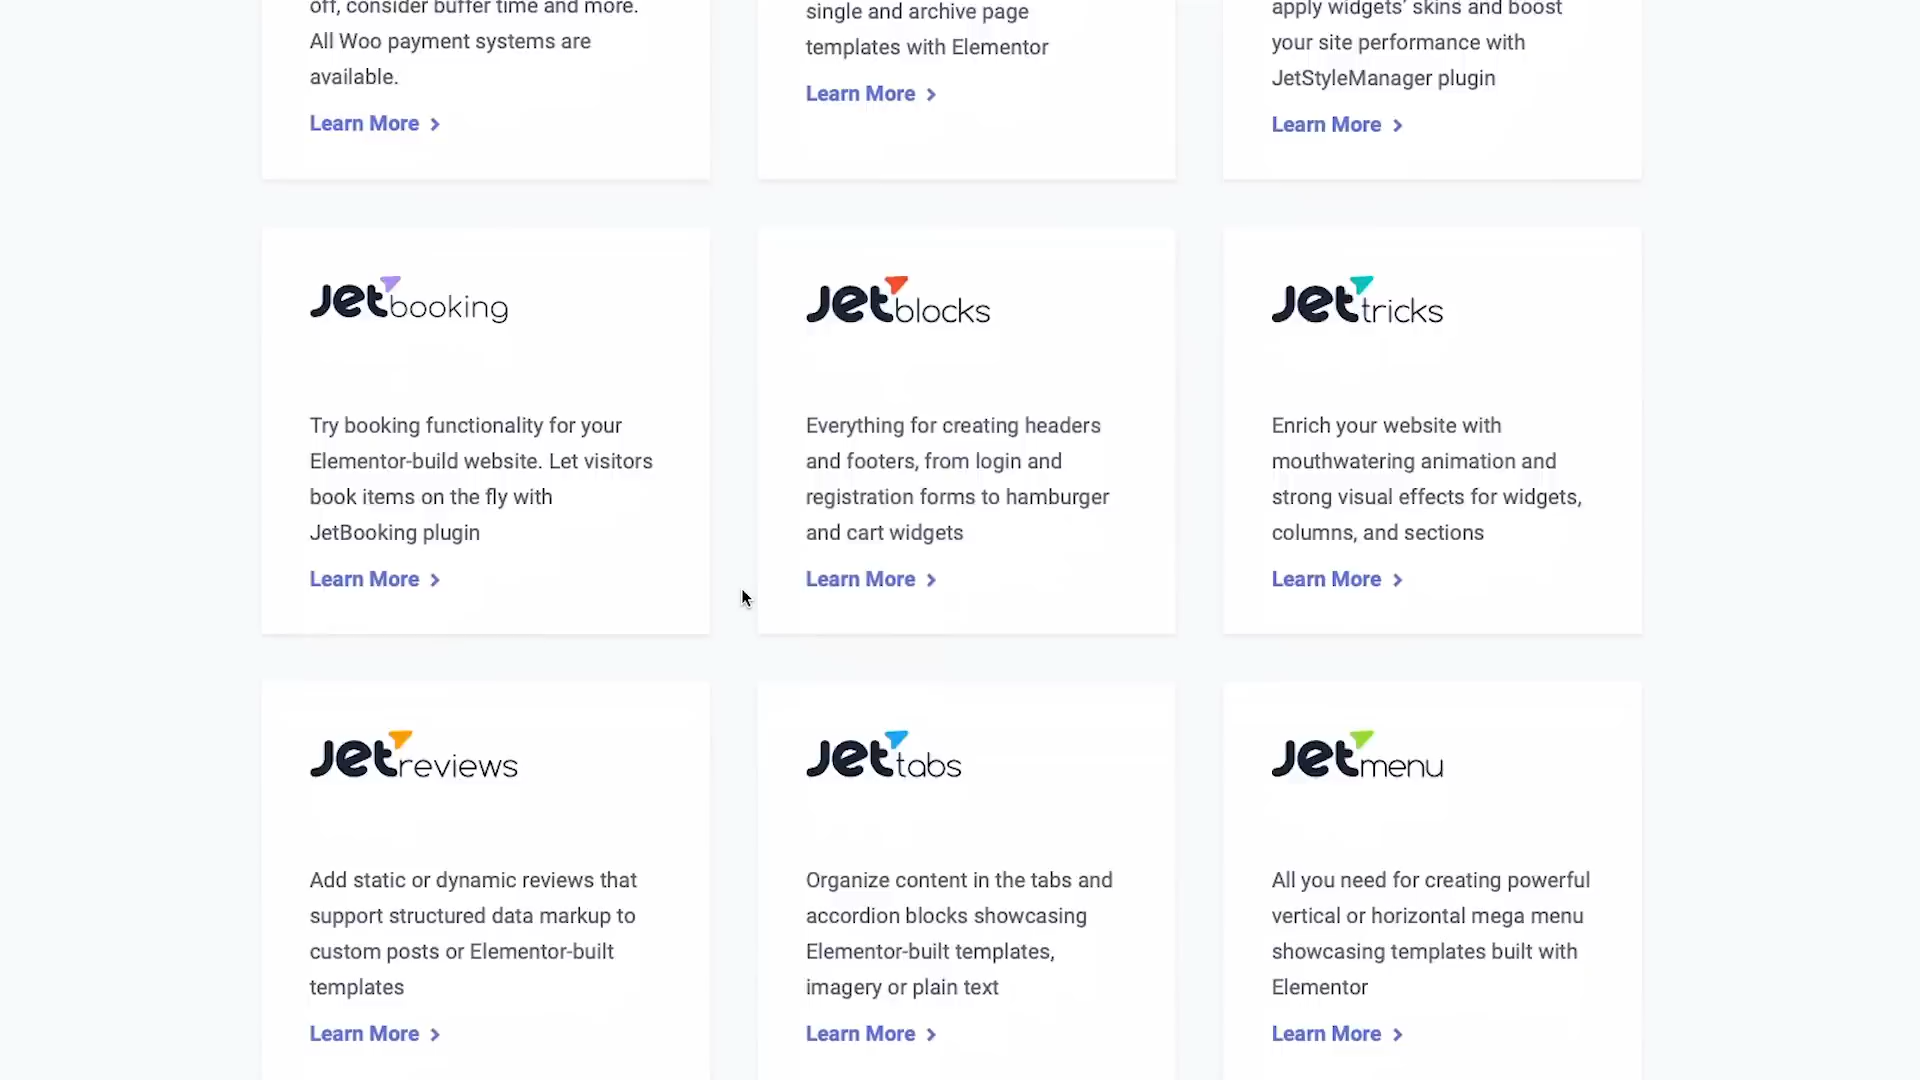 off, consider buffer time and more.
All Woo payment systems are
available.
Learn More
single and archive page
templates with Elementor
Learn More
apply widgets' skins and boost
your site performance with
JetStyleManager plugin
Learn More
Jetbooking
Try booking functionality for your
Elementor-build website. Let visitors
book items on the fly with
JetBooking plugin
Learn More
Jetblocks
Everything for creating headers
and footers, from login and
registration forms to hamburger
and cart widgets
Learn More
Jettricks
Enrich your website with
mouthwatering animation and
strong visual effects for widgets,
columns, and sections
Learn More
Jetreviews
Add static or dynamic reviews that
support structured data markup to
custom posts or Elementor-built
templates
Learn More
Jettabs
Organize content in the tabs and
accordion blocks showcasing
Elementor-built templates,
imagery or plain text
Learn More
Jetmenu
All you need for creating powerful
vertical or horizontal mega menu
showcasing templates built with
Elementor
Learn More